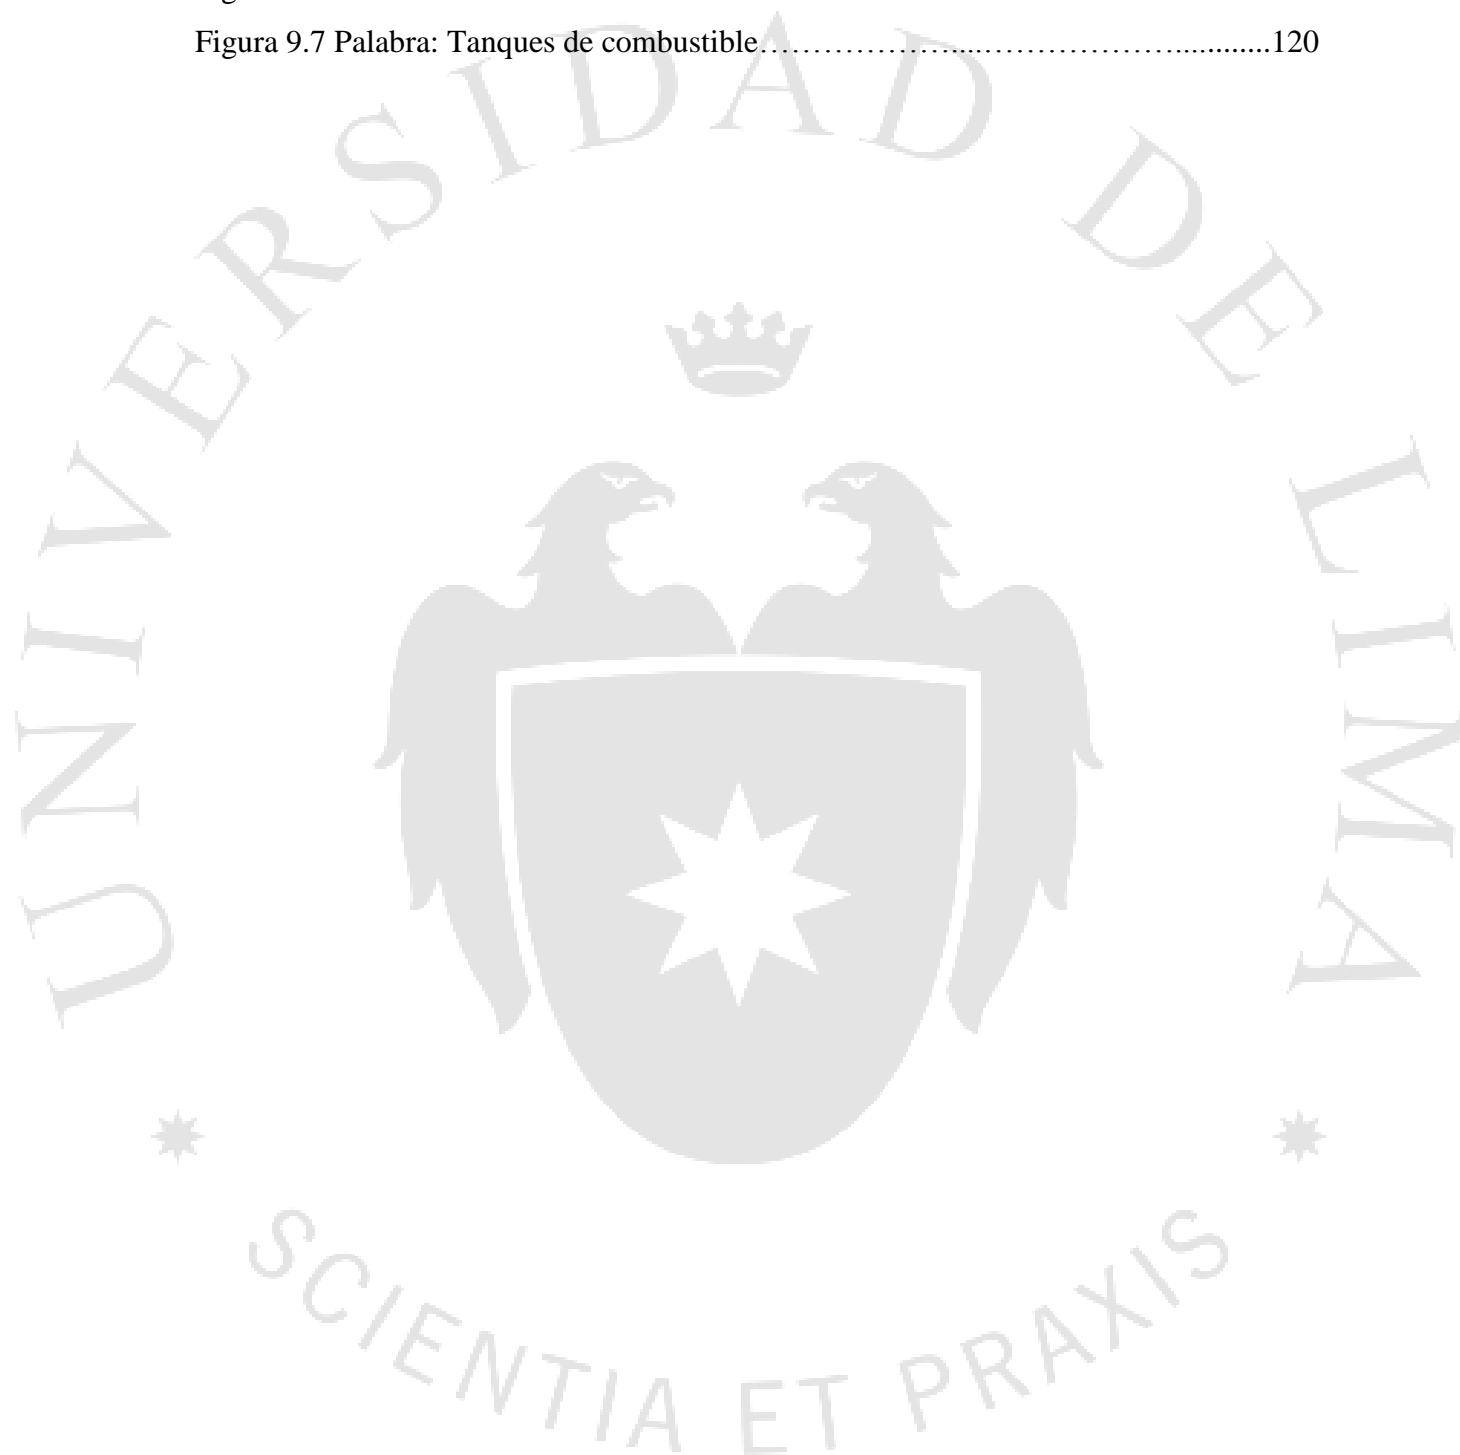 Figura 9.7 Palabra: Tanques de combustible…………………...…………………...........120
UNIVERSIDAD DE LIMA
SCIENTIA ET PRAXIS